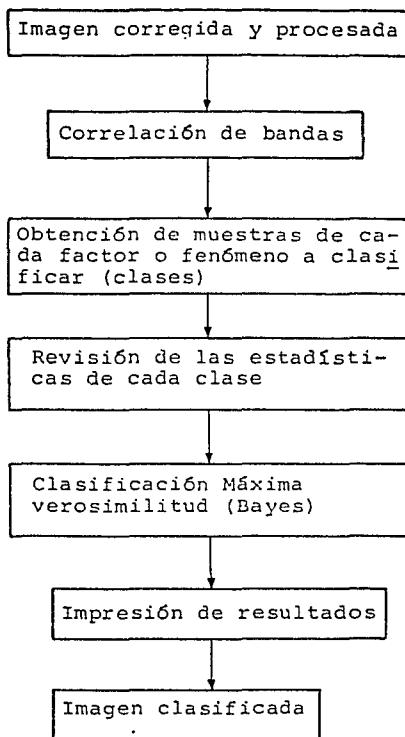 Imagen corregida y procesada
Correlación de bandas
Obtención de muestras de ca-
da factor o fenómeno a clasi
ficar (clases)
Revisión de las estadísti-
cas de cada clase
Clasificación Máxima
verosimilitud (Bayes)
Impresión de resultados
Imagen clasificada